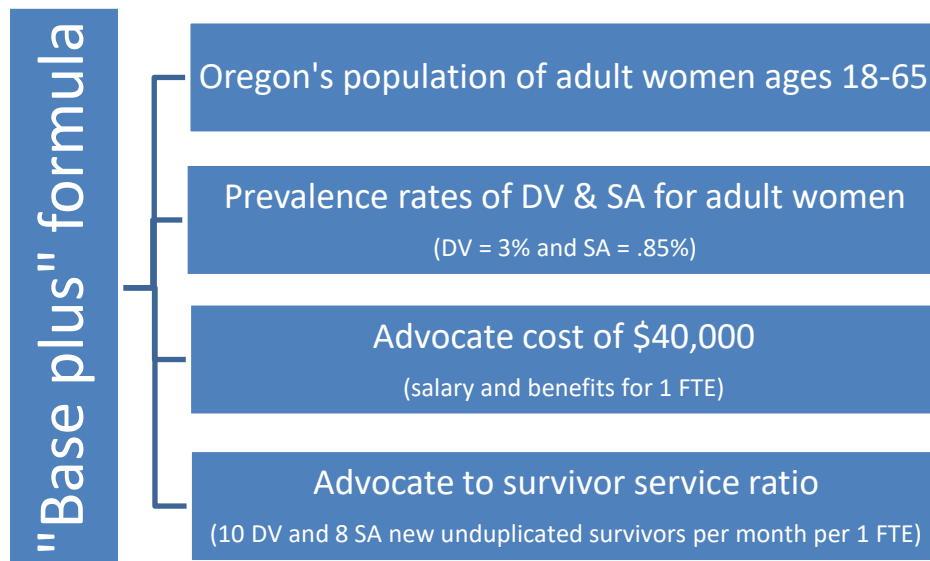 "Base plus" formula
Oregon's population of adult women ages 18-65
Prevalence rates of DV & SA for adult women
(DV = 3% and SA = .85%)
Advocate cost of $40,000
(salary and benefits for 1 FTE)
Advocate to survivor service ratio
(10 DV and 8 SA new unduplicated survivors per month per 1 FTE)